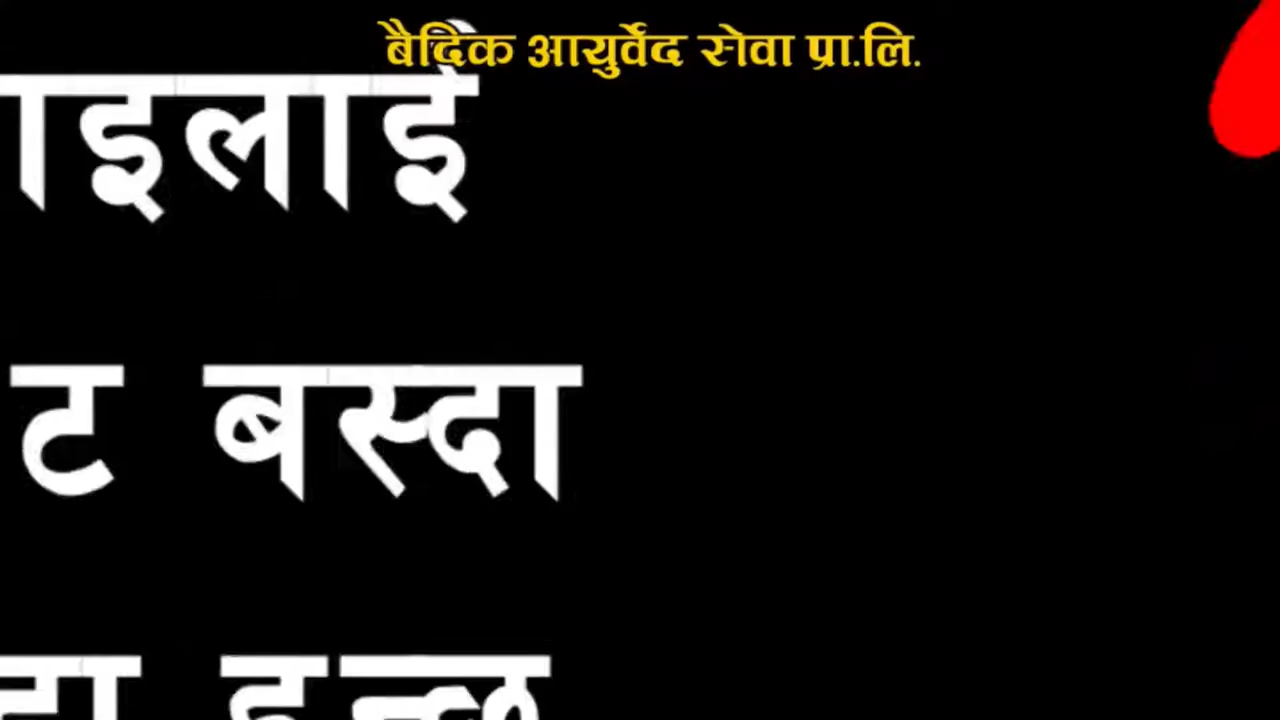 बैदिक आयुर्वेद सेवा प्रा.लि.
ाइलाई
ट बस्दा